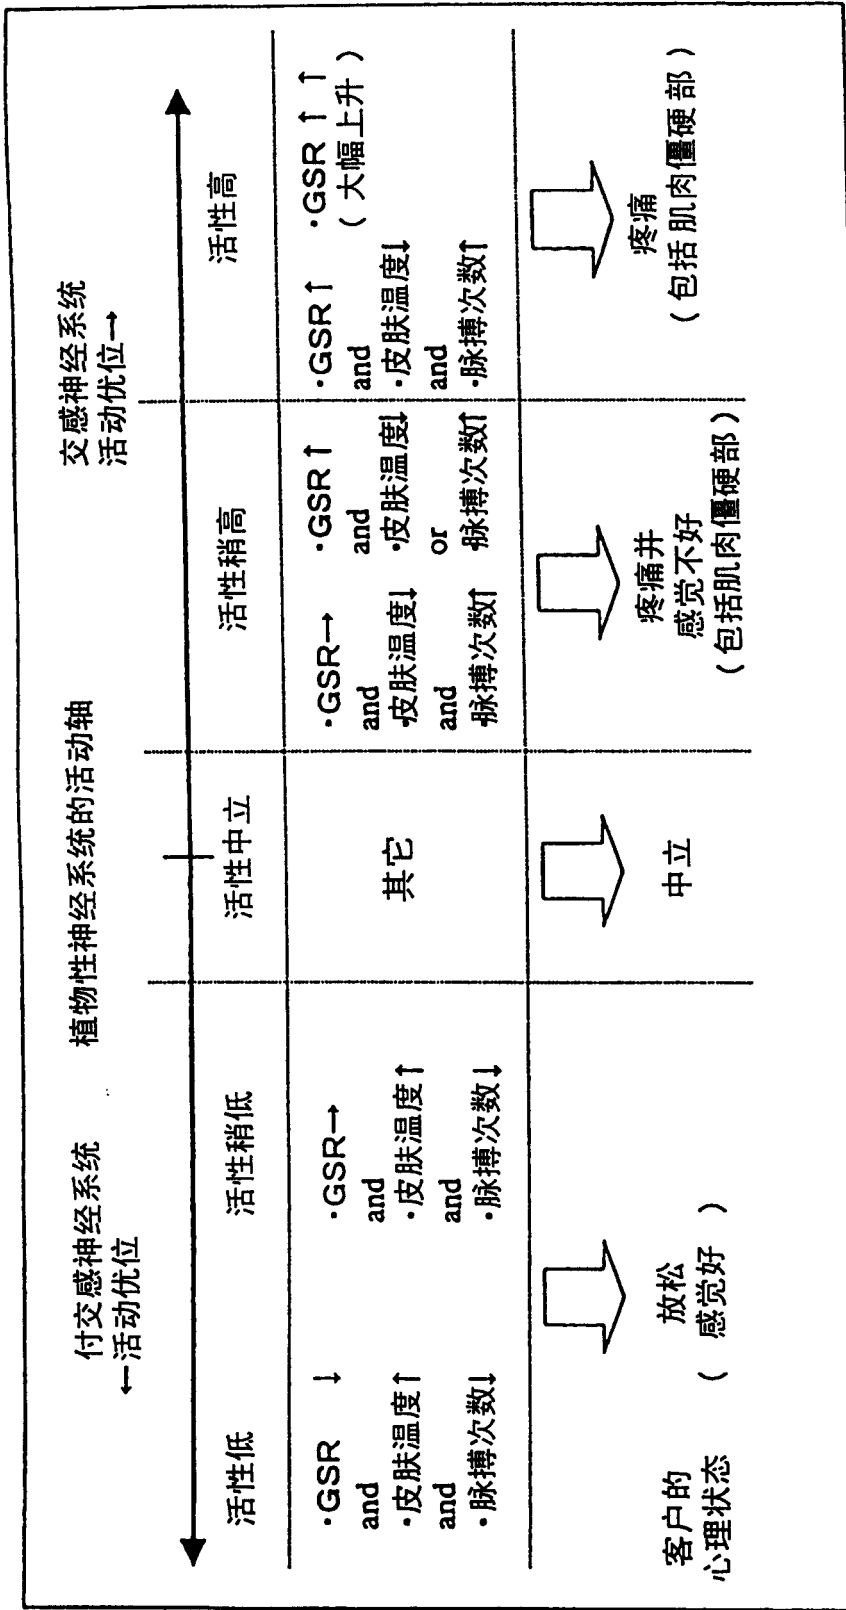 付交感神经系统
←活动优位
植物性神经系统的活动轴
交感神经系统
活动优位→
活性低
活性稍低
活性中立
活性稍高
活性高
·GSR ↓
and
·皮肤温度↑
and
·脉搏次数↓
·GSR→
and
·皮肤温度↑
and
·脉搏次数↓
其它
·GSR→
and
·皮肤温度↓
and
·脉搏次数↑
·GSR↑
and
·皮肤温度↓
or
·脉搏次数↑
·GSR↑
and
·皮肤温度↓
and
·脉搏次数↑
·GSR↑↑
（大幅上升）
客户的
心理状态
放松
（感觉好）
中立
疼痛并
感觉不好
（包括肌肉僵硬部）
疼痛
（包括肌肉僵硬部）